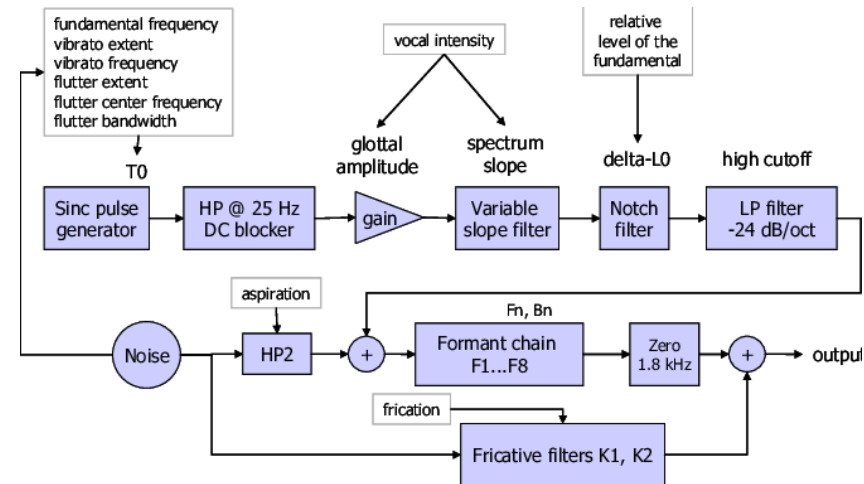 fundamental frequency
vibrato extent
vibrato frequency
flutter extent
flutter center frequency
flutter bandwidth
vocal intensity
relative
level of the
fundamental
T0
glottal
amplitude
spectrum
slope
delta-L0
high cutoff
Sinc pulse
generator
HP @ 25 Hz
DC blocker
gain
Variable
slope filter
Notch
filter
LP filter
-24 dB/oct
aspiration
Fn, Bn
Noise
HP2
+
Formant chain
F1...F8
Zero
1.8 kHz
+
output
frication
Fricative filters K1, K2